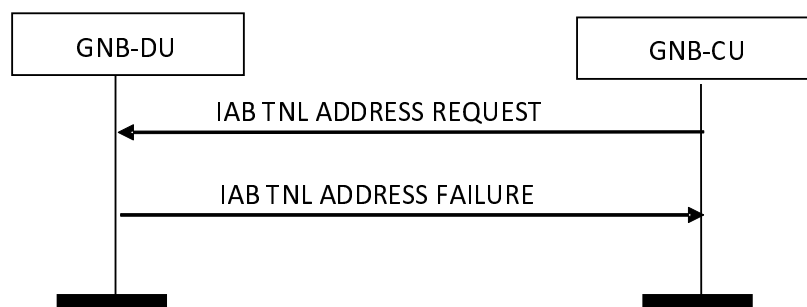 GNB-DU
GNB-CU
IAB TNL ADDRESS REQUEST
IAB TNL ADDRESS FAILURE